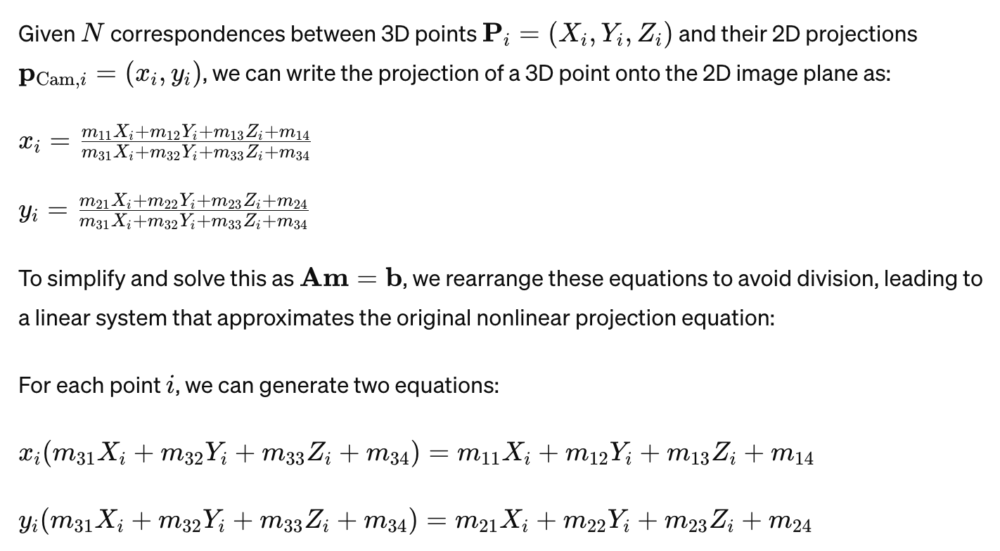 Given N correspondences between 3D points P_i = (X_i, Y_i, Z_i) and their 2D projections
p_{Cam,i} = (x_i, y_i), we can write the projection of a 3D point onto the 2D image plane as:
x_i = \frac{m_{11}X_i+m_{12}Y_i+m_{13}Z_i+m_{14}}{m_{31}X_i+m_{32}Y_i+m_{33}Z_i+m_{34}}
y_i = \frac{m_{21}X_i+m_{22}Y_i+m_{23}Z_i+m_{24}}{m_{31}X_i+m_{32}Y_i+m_{33}Z_i+m_{34}}
To simplify and solve this as Am = b, we rearrange these equations to avoid division, leading to
a linear system that approximates the original nonlinear projection equation:
For each point i, we can generate two equations:
x_i(m_{31}X_i + m_{32}Y_i + m_{33}Z_i + m_{34}) = m_{11}X_i + m_{12}Y_i + m_{13}Z_i + m_{14}
y_i(m_{31}X_i + m_{32}Y_i + m_{33}Z_i + m_{34}) = m_{21}X_i + m_{22}Y_i + m_{23}Z_i + m_{24}